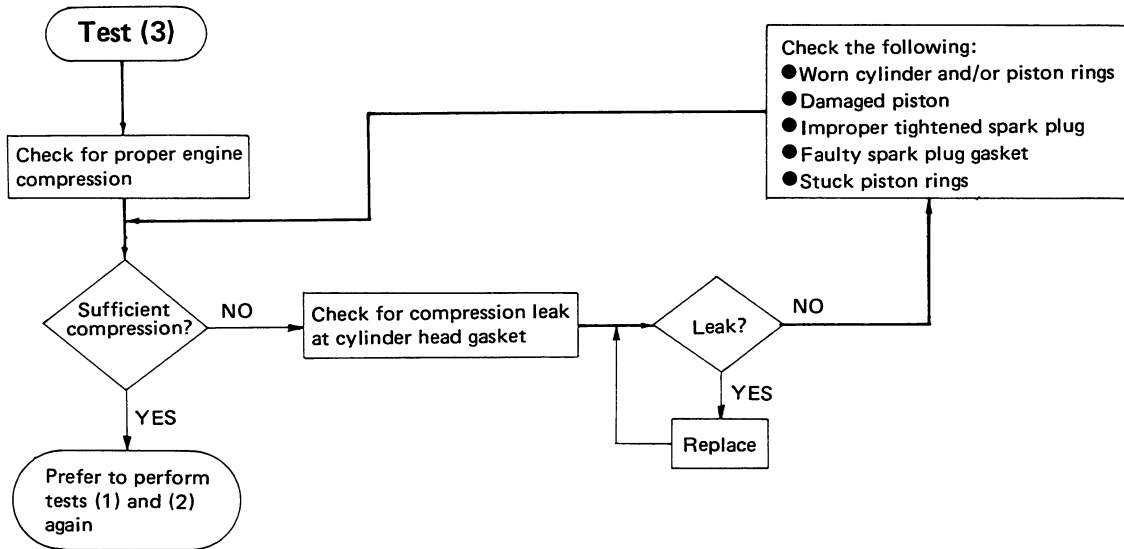 Test (3)
Check for proper engine
compression
Sufficient
compression?
NO
YES
Prefer to perform
tests (1) and (2)
again
Check for compression leak
at cylinder head gasket
Leak?
YES
Replace
NO
Check the following:
●Worn cylinder and/or piston rings
●Damaged piston
●Improper tightened spark plug
●Faulty spark plug gasket
●Stuck piston rings